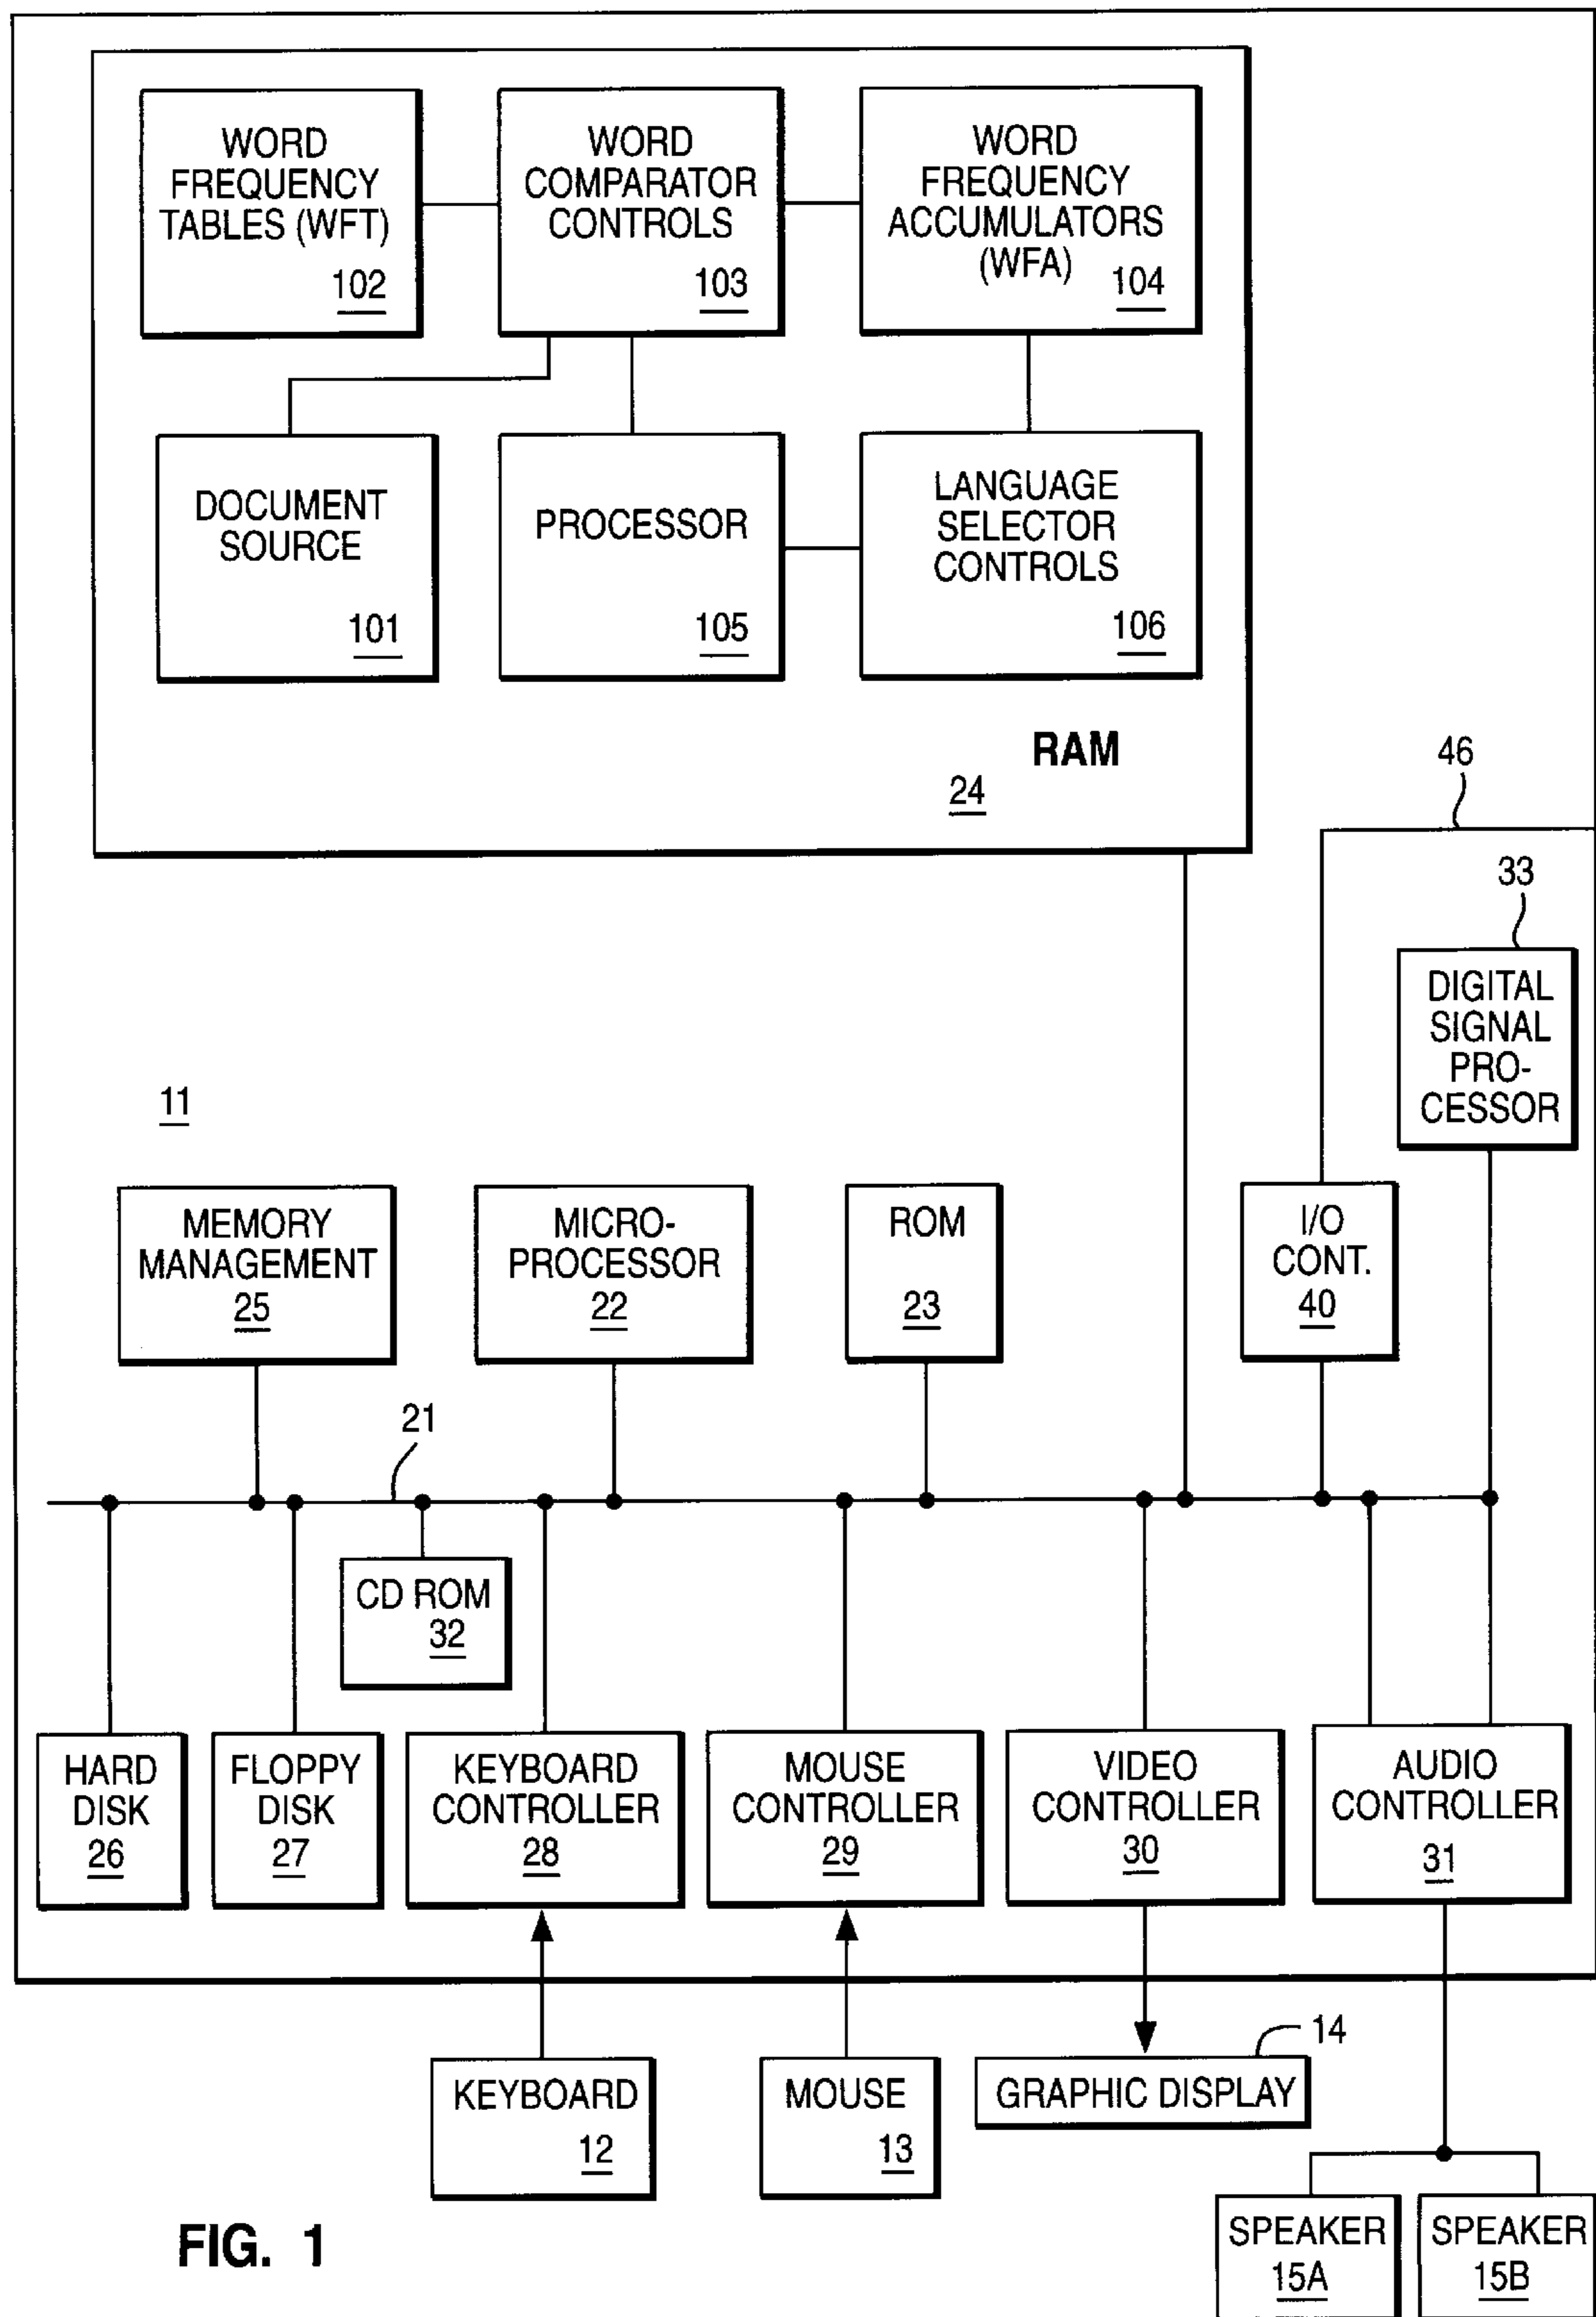 WORD
FREQUENCY
TABLES (WFT)
102
WORD
COMPARATOR
CONTROLS
103
WORD
FREQUENCY
ACCUMULATORS
(WFA)
104
DOCUMENT
SOURCE
101
PROCESSOR
105
LANGUAGE
SELECTOR
CONTROLS
106
RAM
24
46
33
DIGITAL
SIGNAL
PRO-
CESSOR
11
MEMORY
MANAGEMENT
25
MICRO-
PROCESSOR
22
ROM
23
I/O
CONT.
40
21
CD ROM
32
HARD
DISK
26
FLOPPY
DISK
27
KEYBOARD
CONTROLLER
28
MOUSE
CONTROLLER
29
VIDEO
CONTROLLER
30
AUDIO
CONTROLLER
31
KEYBOARD
12
MOUSE
13
14
GRAPHIC DISPLAY
SPEAKER
15A
SPEAKER
15B
FIG. 1